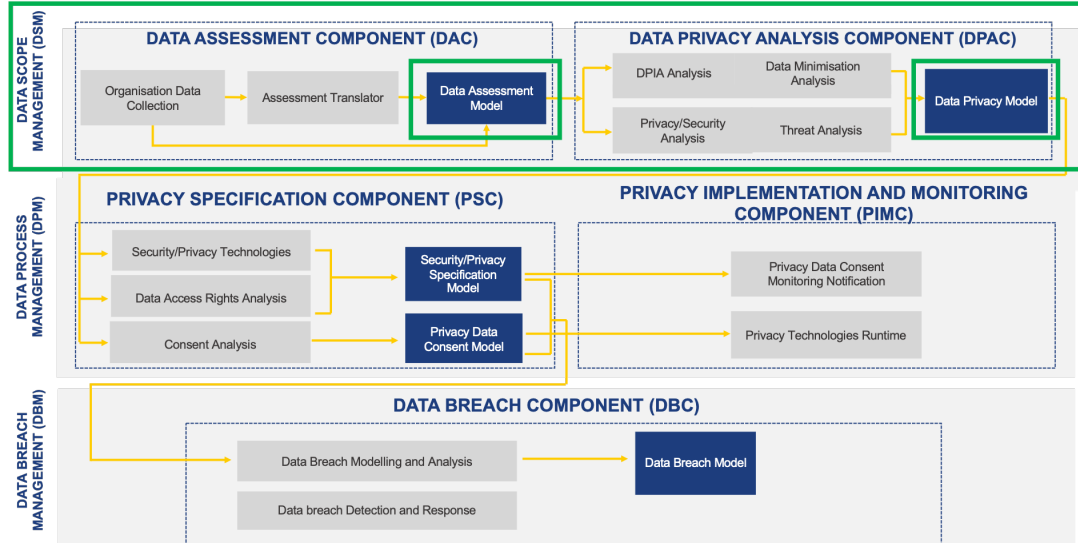 DATA SCOPE
MANAGEMENT (DSM)
DATA ASSESSMENT COMPONENT (DAC)
Organisation Data
Collection
Assessment Translator
Data Assessment
Model
DATA PRIVACY ANALYSIS COMPONENT (DPAC)
DPIA Analysis
Data Minimisation
Analysis
Privacy/Security
Analysis
Threat Analysis
Data Privacy Model
DATA PROCESS
MANAGEMENT (DPM)
PRIVACY SPECIFICATION COMPONENT (PSC)
Security/Privacy Technologies
Data Access Rights Analysis
Consent Analysis
Security/Privacy
Specification
Model
Privacy Data
Consent Model
PRIVACY IMPLEMENTATION AND MONITORING
COMPONENT (PIMC)
Privacy Data Consent
Monitoring Notification
Privacy Technologies Runtime
DATA BREACH
MANAGEMENT (DBM)
DATA BREACH COMPONENT (DBC)
Data Breach Modelling and Analysis
Data Breach Model
Data breach Detection and Response